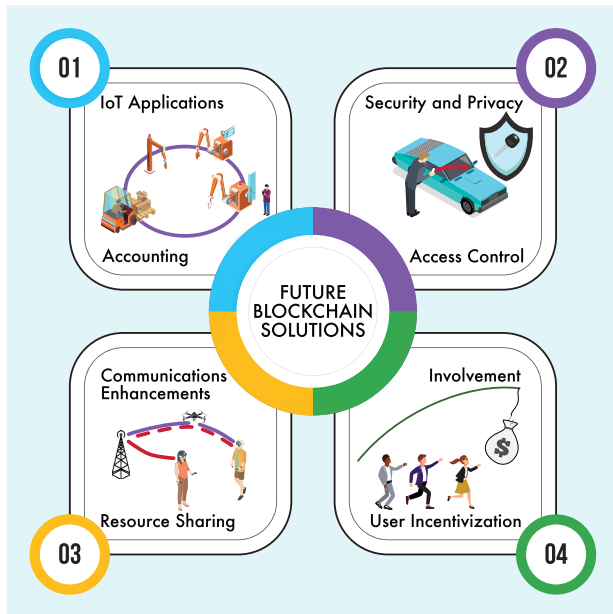 01
IoT Applications
Accounting
02
Security and Privacy
Access Control
FUTURE
BLOCKCHAIN
SOLUTIONS
Communications
Enhancements
Resource Sharing
03
Involvement
$
User Incentivization
04